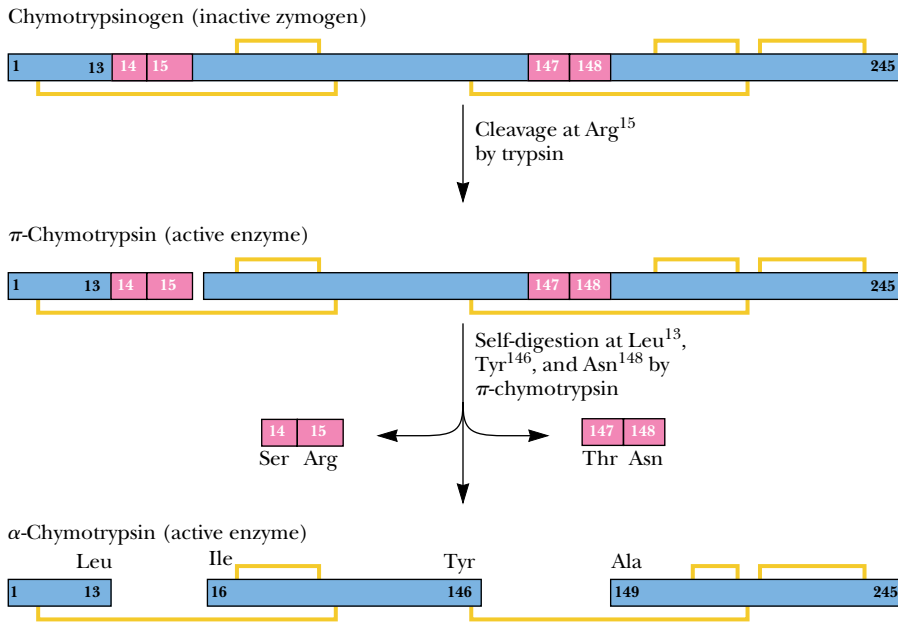 Chymotrypsinogen (inactive zymogen)
1 13 14 15 147 148 245
Cleavage at Arg¹⁵
by trypsin
π-Chymotrypsin (active enzyme)
1 13 14 15 147 148 245
Self-digestion at Leu¹³,
Tyr¹⁴⁶, and Asn¹⁴⁸ by
π-chymotrypsin
14 15 147 148
Ser Arg Thr Asn
α-Chymotrypsin (active enzyme)
Leu Ile Tyr Ala
1 13 16 146 149 245